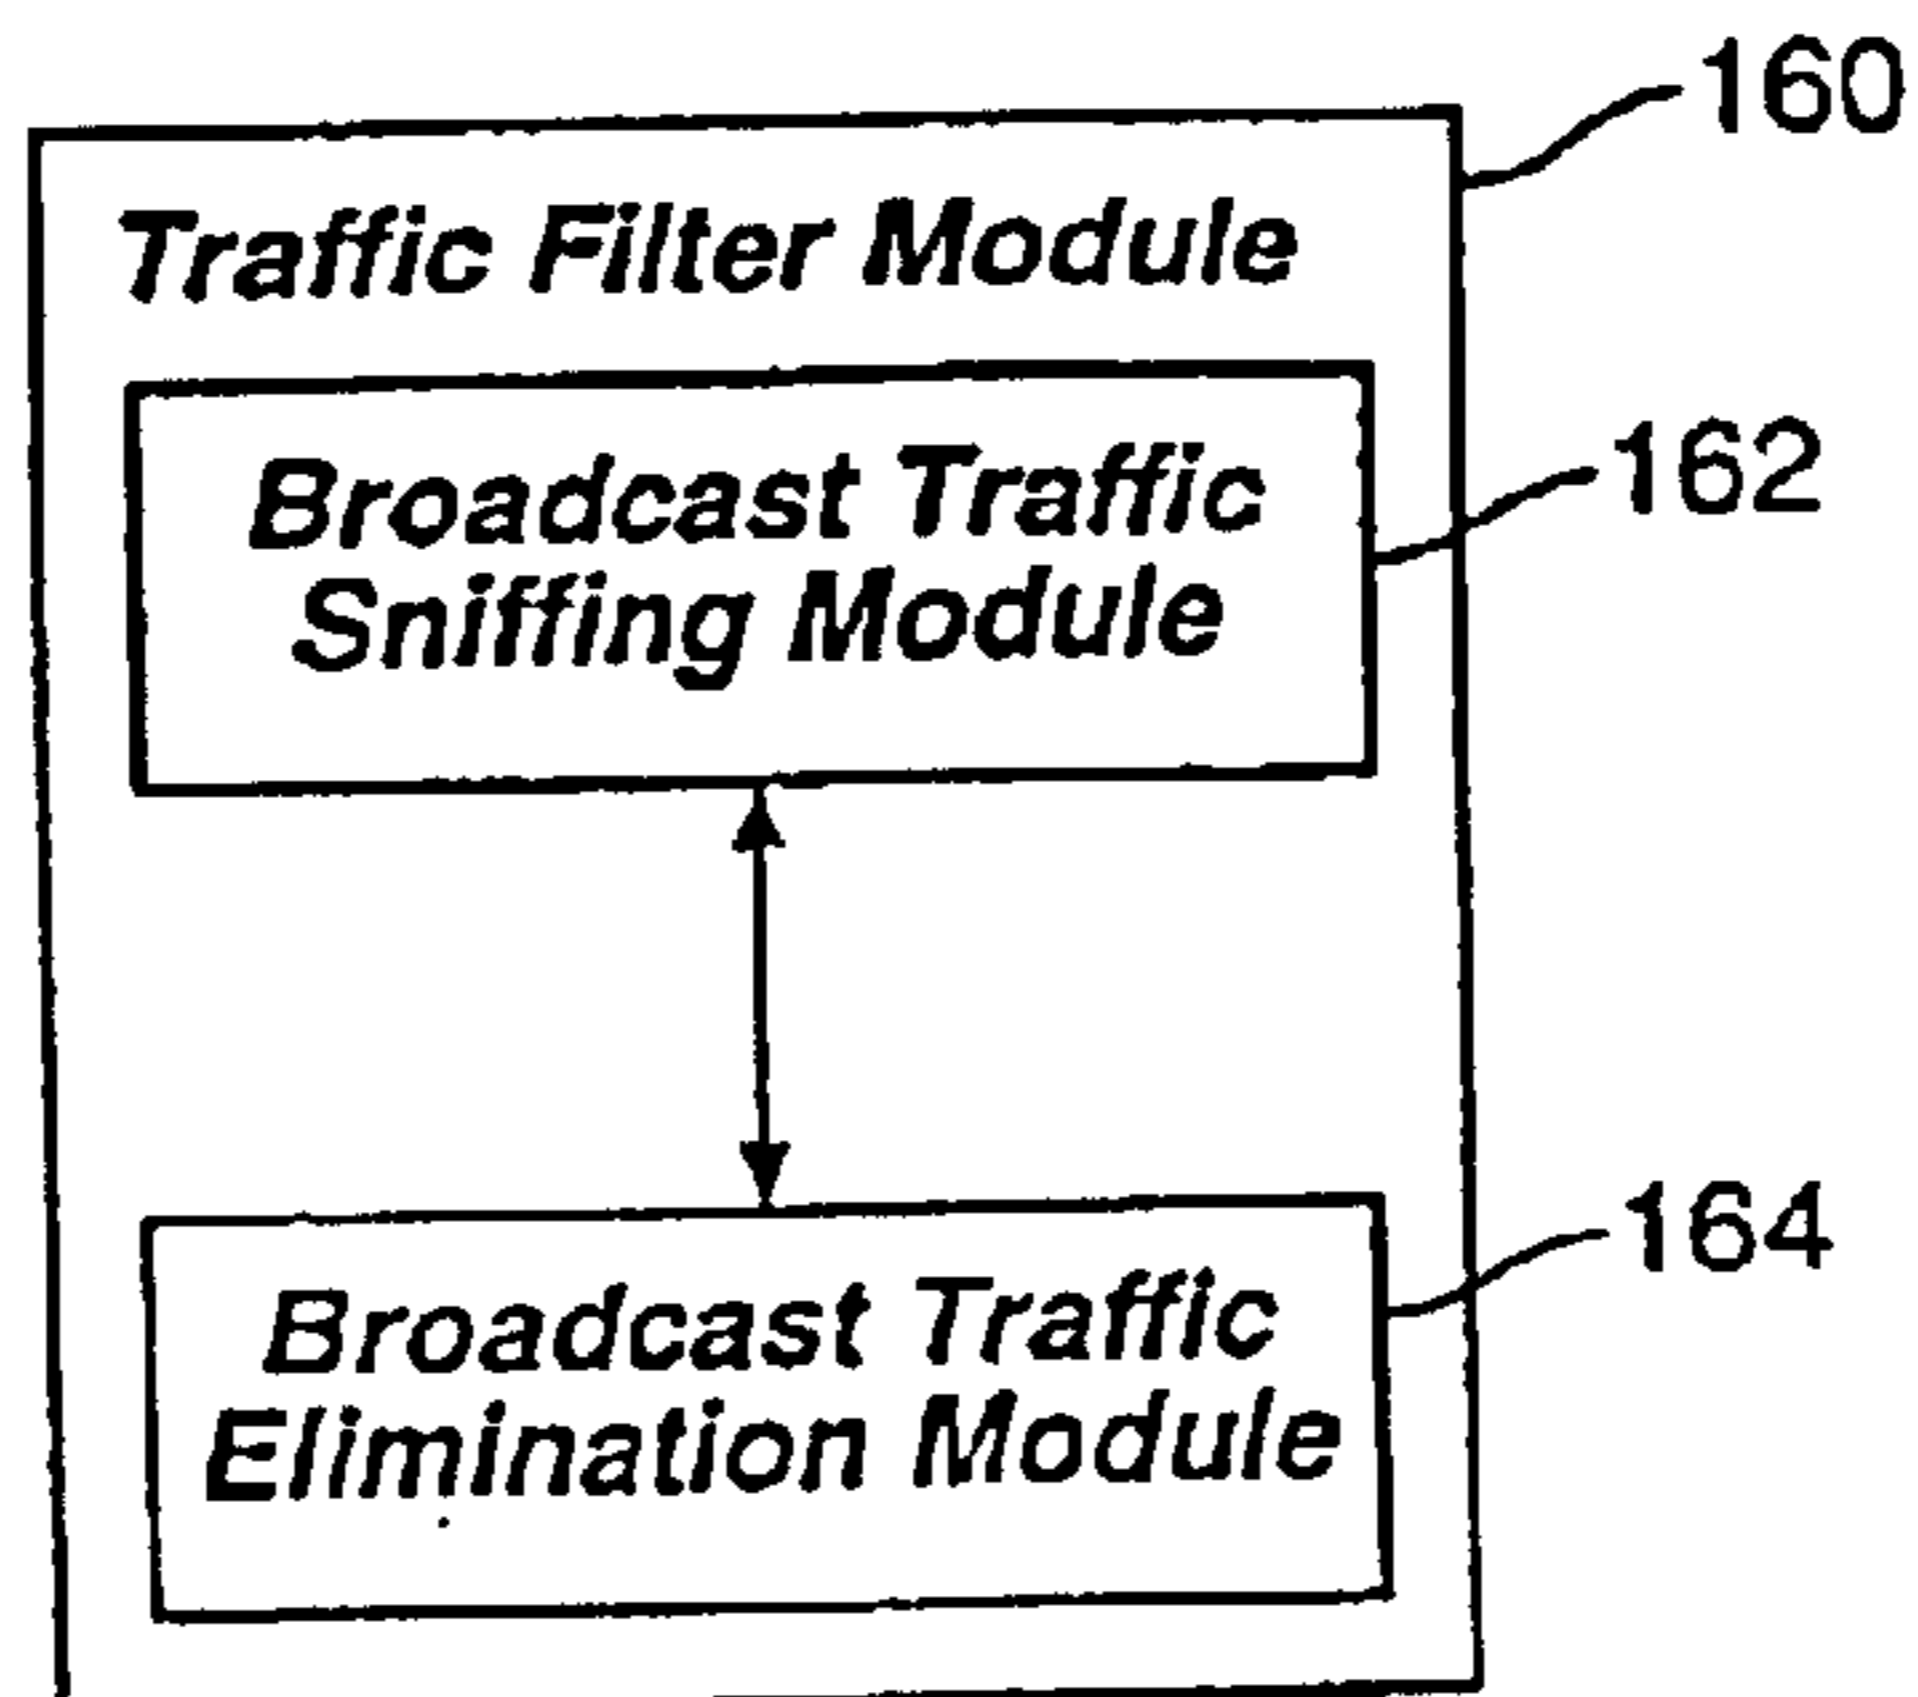 160
Traffic Filter Module
162
Broadcast Traffic
Sniffing Module
164
Broadcast Traffic
Elimination Module